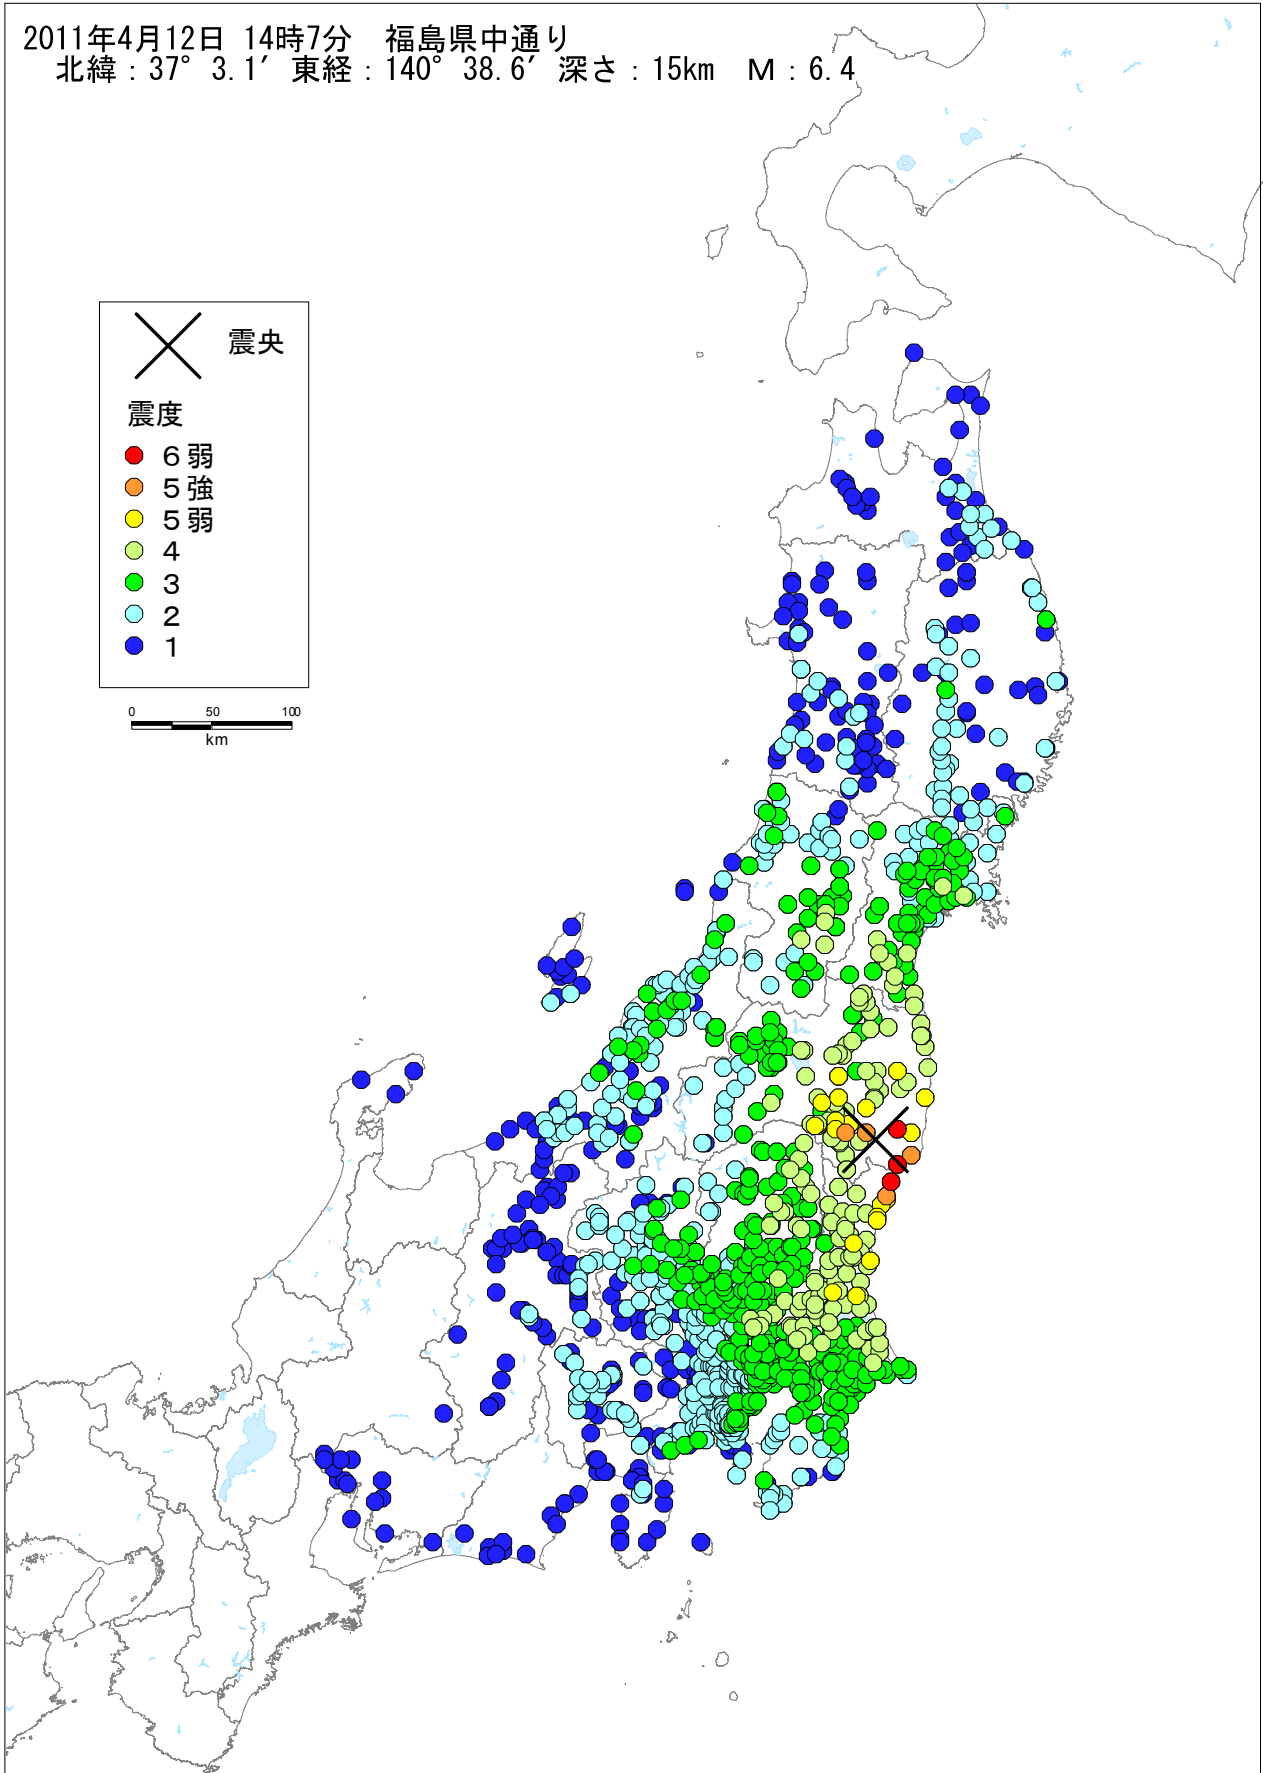 2011年4月12日 14時7分　福島県中通り
北緯：37° 3.1′ 東経：140° 38.6′ 深さ：15km　M：6.4
震央
震度
６弱
５強
５弱
４
３
２
１
0 50 100
km